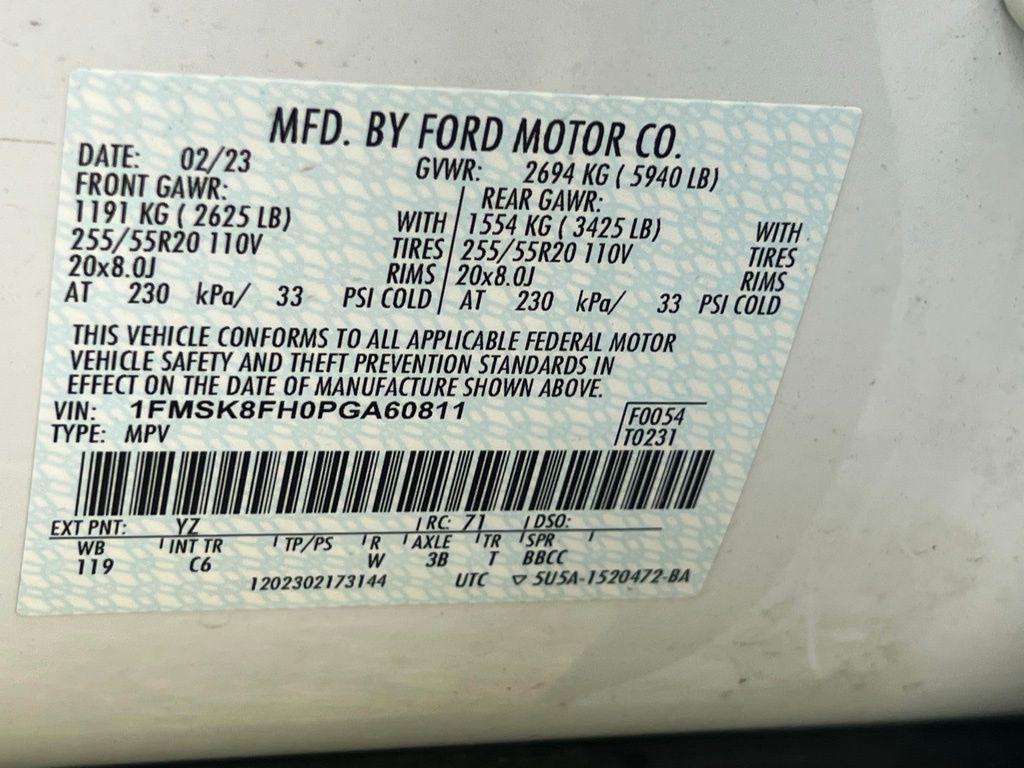 MFD. BY FORD MOTOR CO.
DATE: 02/23 GVWR: 2694 KG ( 5940 LB)
FRONT GAWR: REAR GAWR:
1191 KG ( 2625 LB) WITH 1554 KG ( 3425 LB) WITH
255/55R20 110V TIRES 255/55R20 110V TIRES
20x8.0J RIMS 20x8.0J RIMS
AT 230 kPa/ 33 PSI COLD AT 230 kPa/ 33 PSI COLD
THIS VEHICLE CONFORMS TO ALL APPLICABLE FEDERAL MOTOR
VEHICLE SAFETY AND THEFT PREVENTION STANDARDS IN
EFFECT ON THE DATE OF MANUFACTURE SHOWN ABOVE.
VIN: 1FMSK8FH0PGA60811 F0054
TYPE: MPV T0231
EXT PNT: YZ RC: 71 DSO:
WB INT TR TP/PS R AXLE TR SPR
119 C6 W 3B T BBCC
1202302173144 UTC ▽ 5U5A-1520472-BA